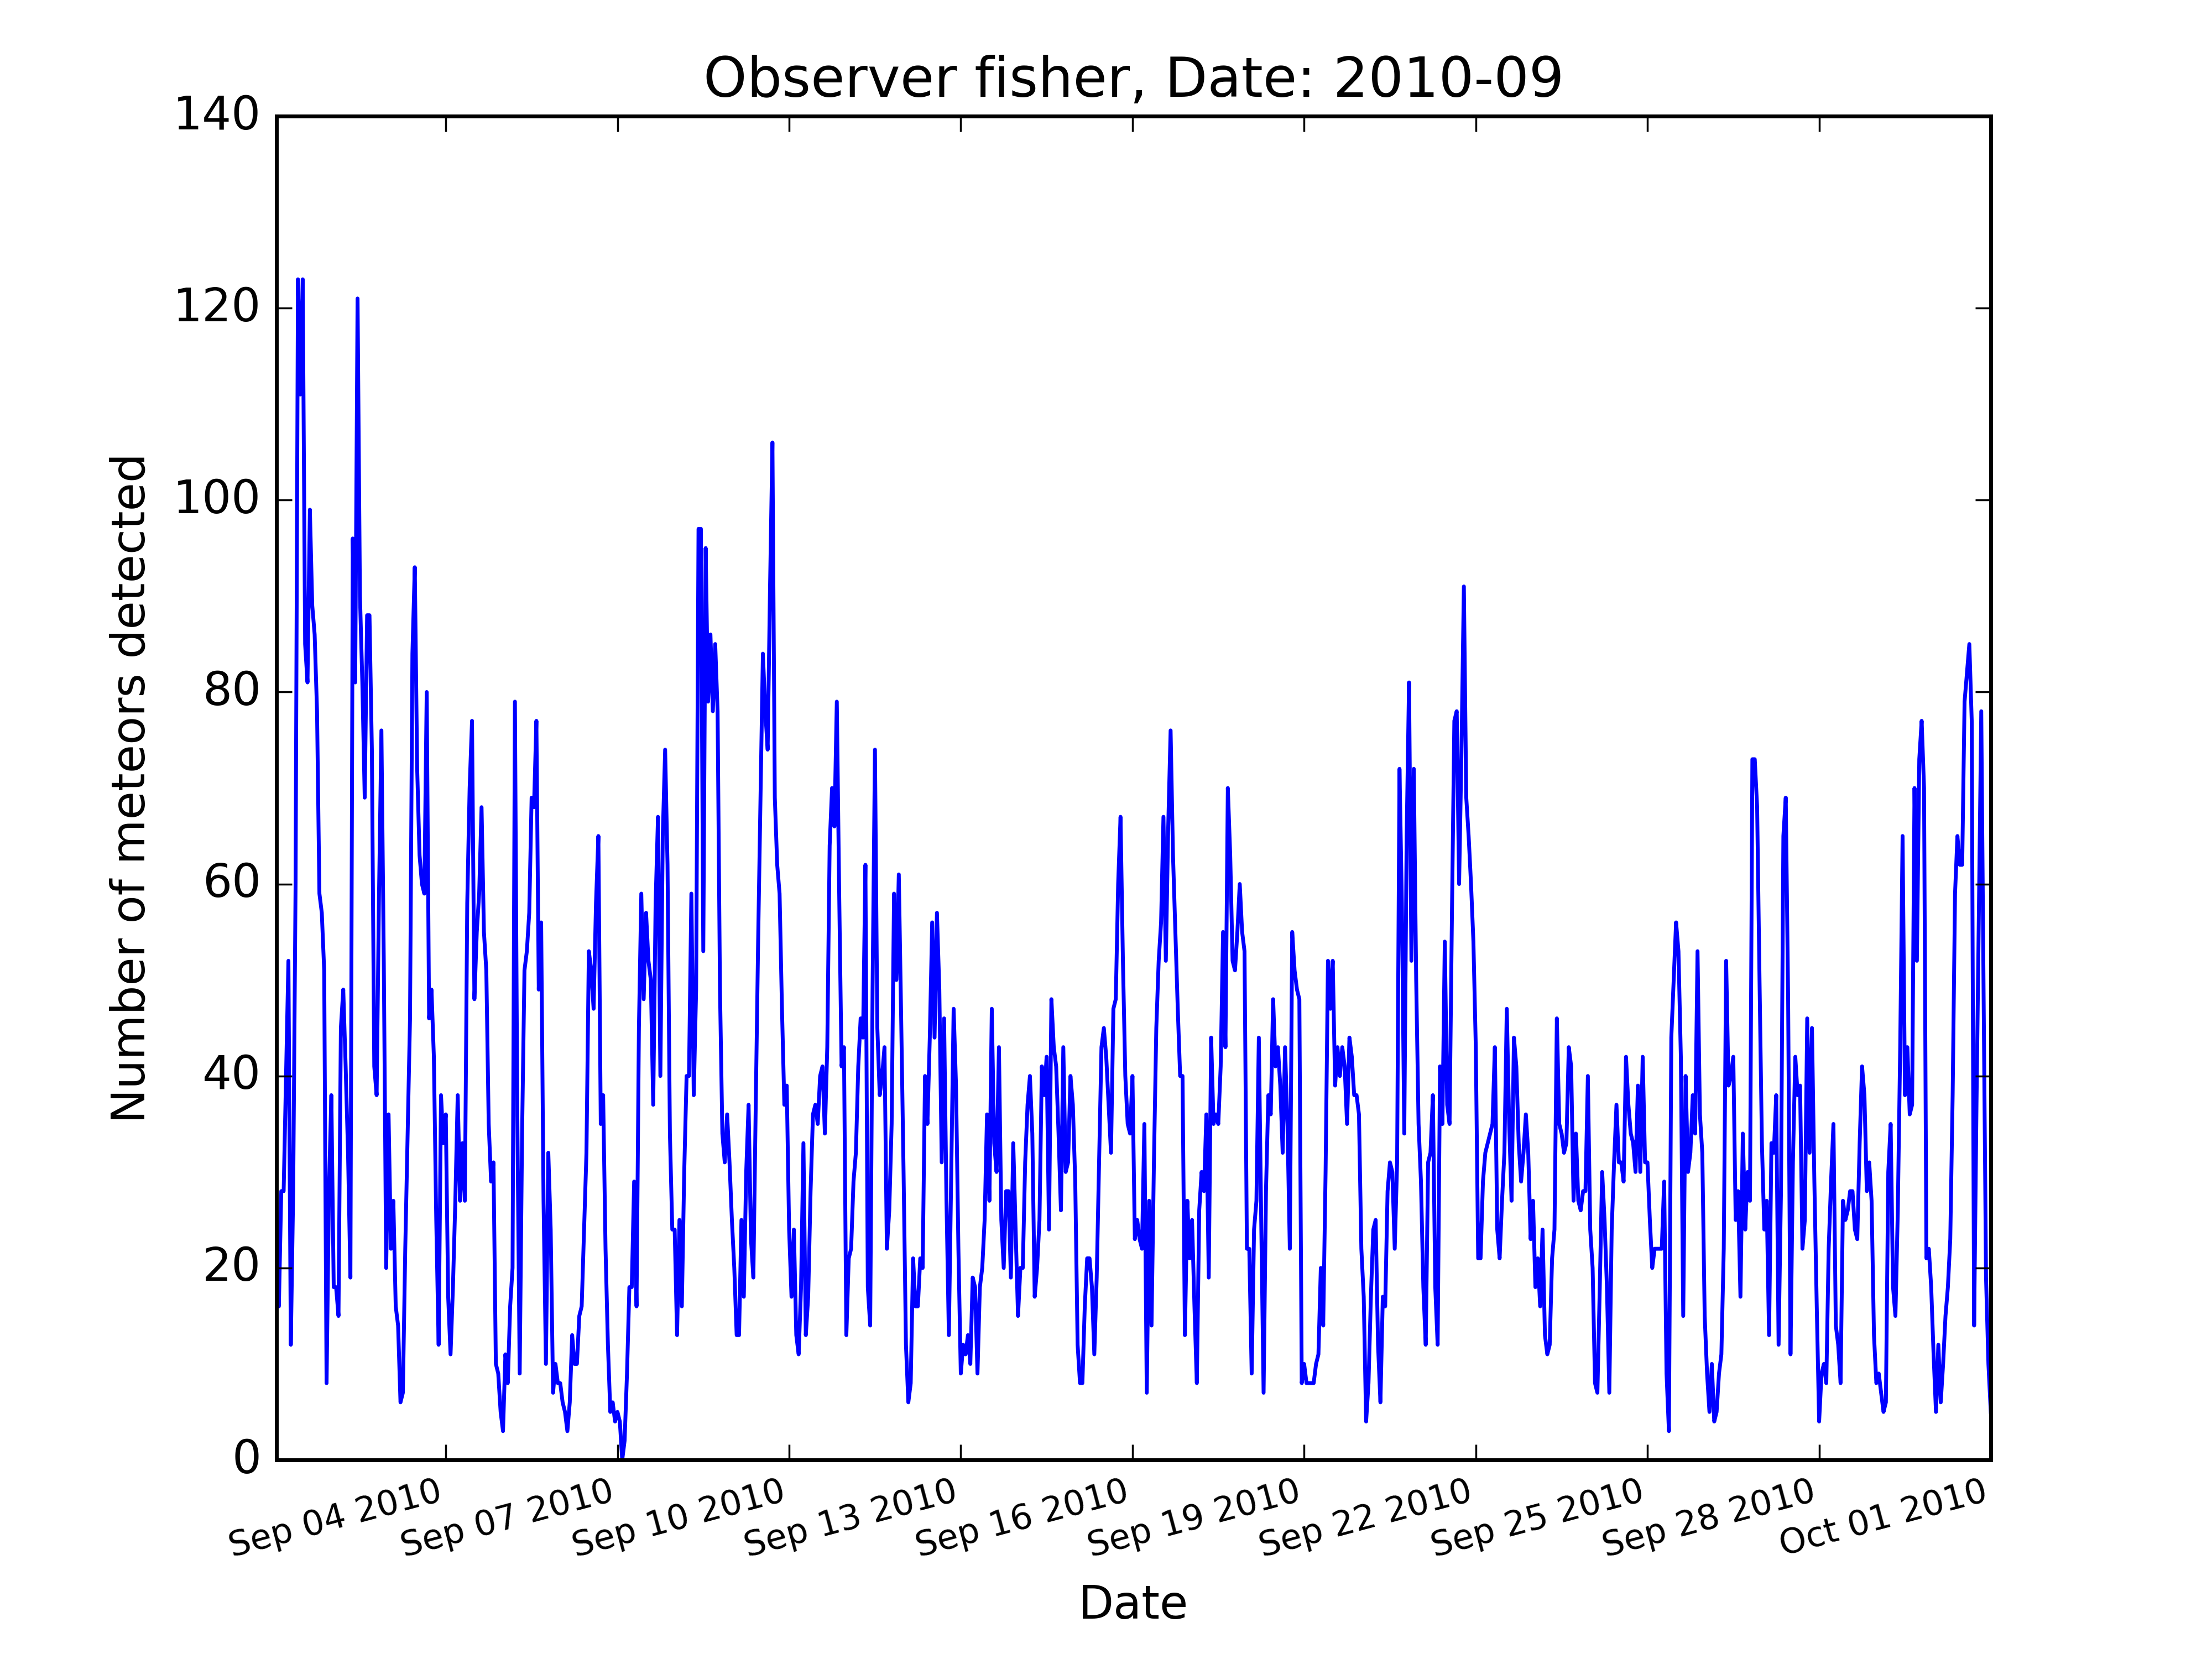 Observer fisher, Date: 2010-09
Number of meteors detected
140
120
100
80
60
40
20
0
Sep 04 2010
Sep 07 2010
Sep 10 2010
Sep 13 2010
Sep 16 2010
Sep 19 2010
Sep 22 2010
Sep 25 2010
Sep 28 2010
Oct 01 2010
Date